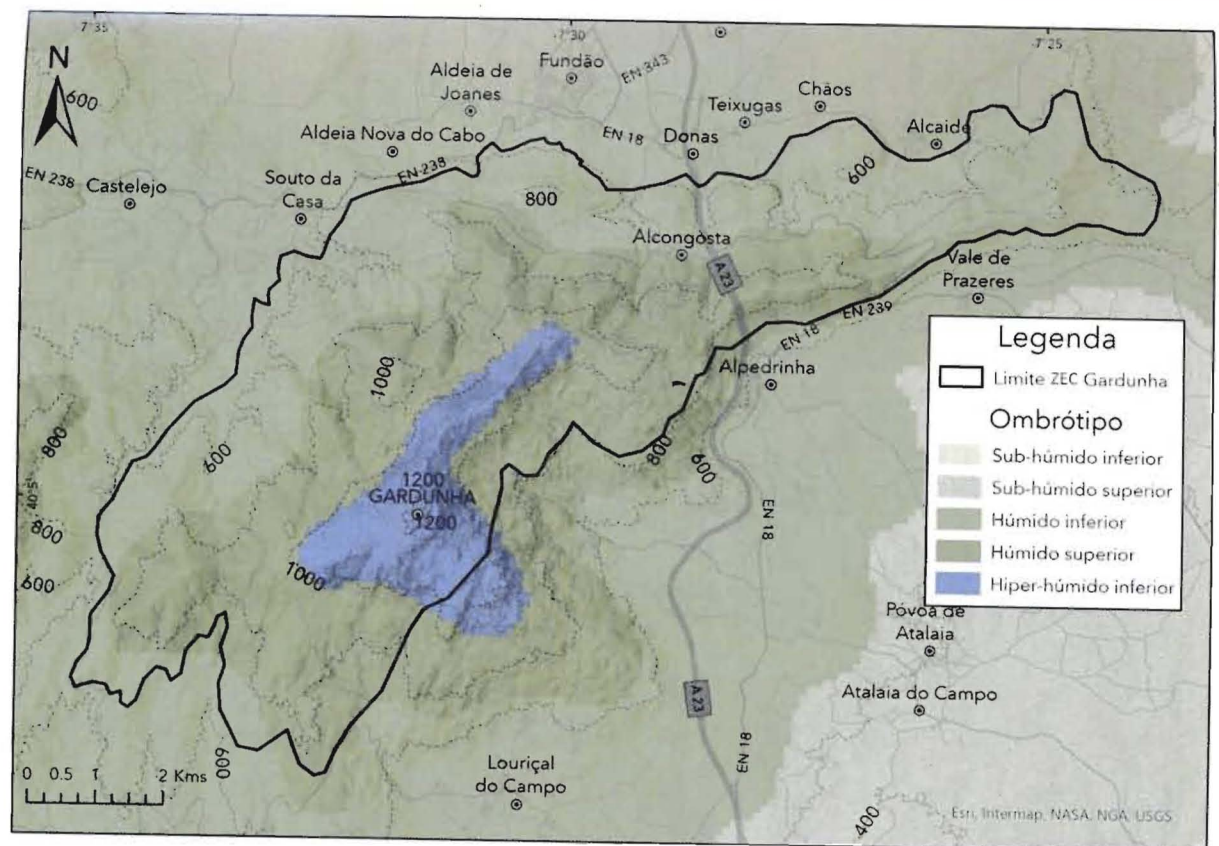 7°35
7°30
7°25
N
600
Fundão
EN 343
Aldeia de
Joanes
Chãos
Teixugas
Aldeia Nova do Cabo
EN 18
Donas
Alcaide
EN 238
EN 238
Castelejo
Souto da
Casa
600
800
Alcongosta
A 23
Vale de
Prazeres
EN 239
EN 18
Alpedrinha
1000
800
600
800
600
40°5'
1200
GARDUNHA
1200
800
600
1000
EN 18
Legenda
Limite ZEC Gardunha
Ombrótipo
Sub-húmido inferior
Sub-húmido superior
Húmido inferior
Húmido superior
Hiper-húmido inferior
Póvoa de
Atalaia
Atalaia do Campo
A 23
EN 18
600
0 0.5 1 2 Kms
Louriçal
do Campo
400
Esri, Intermap, NASA, NGA, USGS